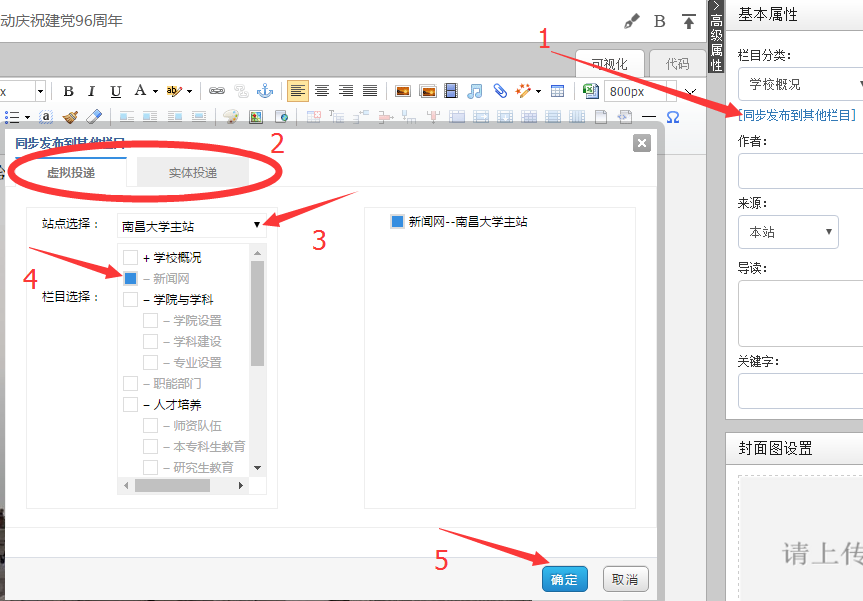 动庆祝建党96周年
B
高级属性
基本属性
可视化
代码
栏目分类：
学校概况
[同步发布到其他栏目]
作者：
来源：
本站
导读：
关键字：
封面图设置
请上传
B I U A ab
800px
a
Ω
同步发布到其他栏目
虚拟投递
实体投递
站点选择：
南昌大学主站
栏目选择：
+ 学校概况
– 新闻网
– 学院与学科
– 学院设置
– 学科建设
– 专业设置
– 职能部门
– 人才培养
– 师资队伍
– 本专科生教育
– 研究生教育
新闻网--南昌大学主站
确定
取消
1
2
3
4
5